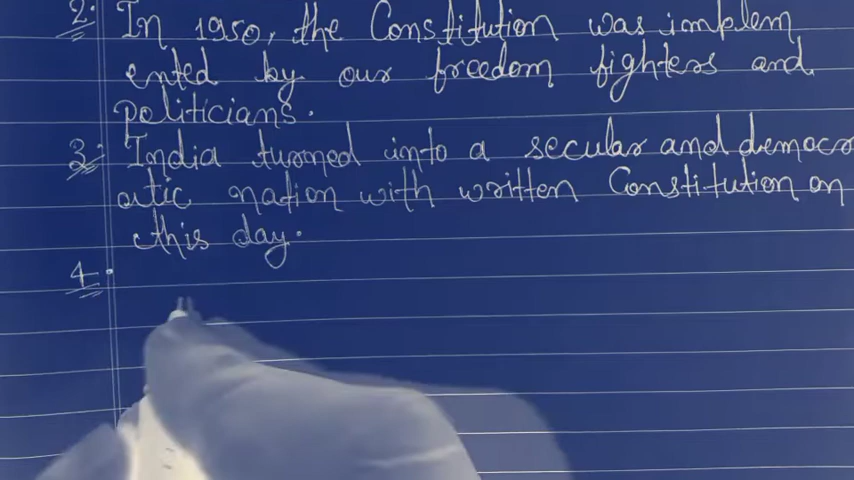 2. In 1950, the Constitution was implem
ented by our freedom fighters and
politicians.
3. India turned into a secular and democr
atic nation with written Constitution on
this day.
4.